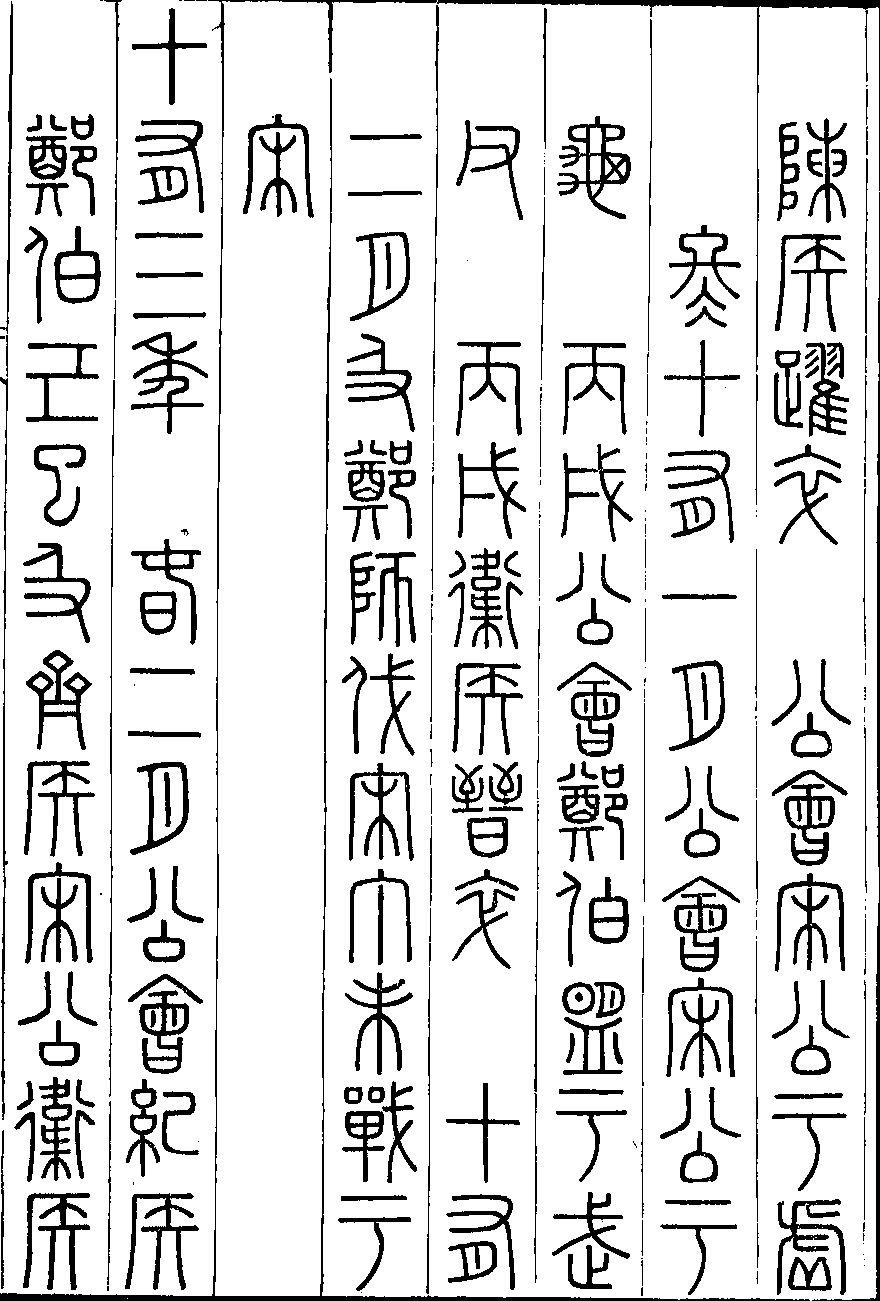 陳侯躍卒　公會宋公于虛
冬十有一月公會宋公于
龜　丙戌公會鄭伯盟于武
父　丙戌衛侯晉卒　十有
二月及鄭師伐宋丁未戰于
宋
十有三年　春二月公會紀侯
鄭伯己巳及齊侯宋公衛侯